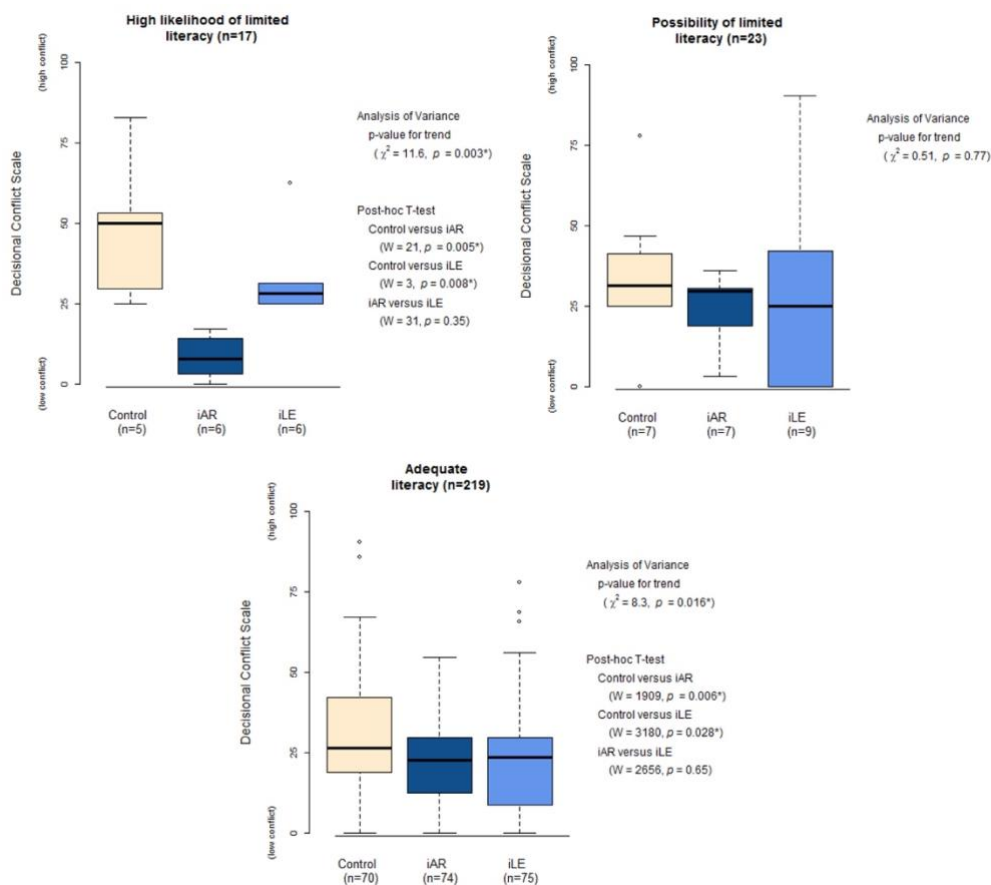 High likelihood of limited
literacy (n=17)
(high conflict)
100
75
50
25
0
(low conflict)
Decisional Conflict Scale
Control
(n=5)
iAR
(n=6)
iLE
(n=6)
Analysis of Variance
p-value for trend
( χ² = 11.6, p = 0.003*)
Post-hoc T-test
Control versus iAR
(W = 21, p = 0.005*)
Control versus iLE
(W = 3, p = 0.008*)
iAR versus iLE
(W = 31, p = 0.35)
Possibility of limited
literacy (n=23)
(high conflict)
100
75
50
25
0
(low conflict)
Decisional Conflict Scale
Control
(n=7)
iAR
(n=7)
iLE
(n=9)
Analysis of Variance
p-value for trend
( χ² = 0.51, p = 0.77)
Adequate
literacy (n=219)
(high conflict)
100
75
50
25
0
(low conflict)
Decisional Conflict Scale
Control
(n=70)
iAR
(n=74)
iLE
(n=75)
Analysis of Variance
p-value for trend
( χ² = 8.3, p = 0.016*)
Post-hoc T-test
Control versus iAR
(W = 1909, p = 0.006*)
Control versus iLE
(W = 3180, p = 0.028*)
iAR versus iLE
(W = 2656, p = 0.65)